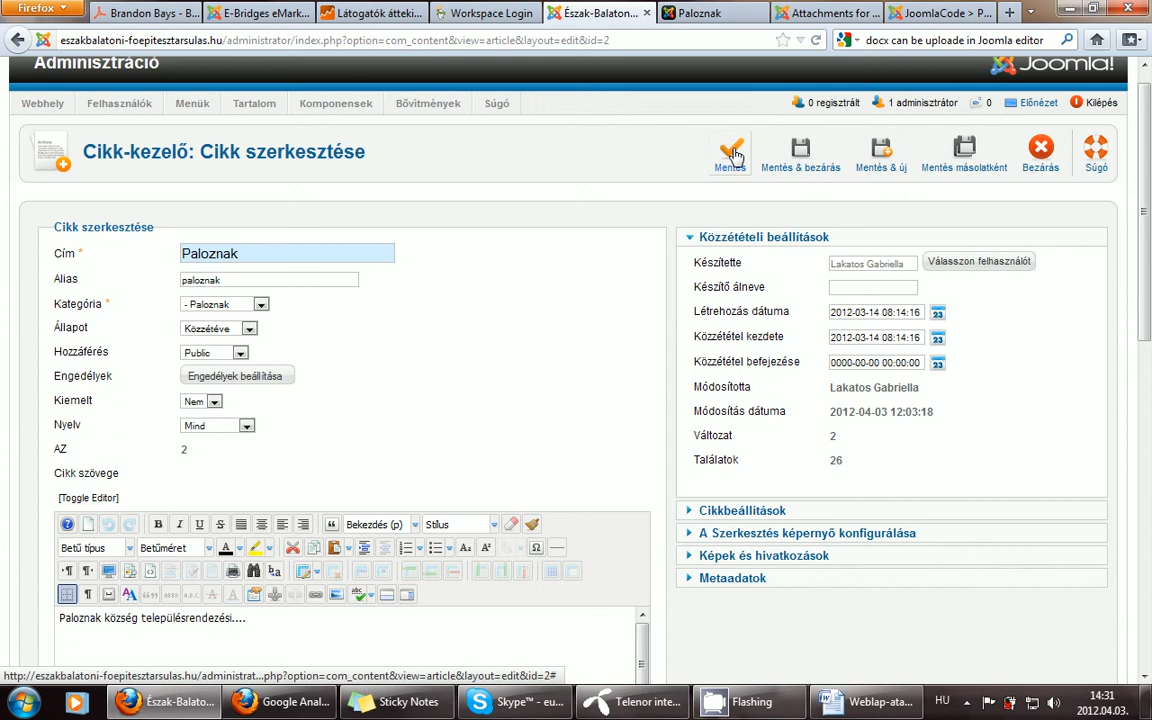 Firefox
Brandon Bays - B...
E-Bridges eMark...
Látogatók átteki...
Workspace Login
Észak-Balaton...
Paloznak
Attachments for ...
JoomlaCode > P...
eszakbalatoni-foepitesztarsulas.hu/administrator/index.php?option=com_content&view=article&layout=edit&id=2
docx can be uploade in Joomla editor
Adminisztráció
Joomla!
Webhely
Felhasználók
Menük
Tartalom
Komponensek
Bővítmények
Súgó
0 regisztrált
1 adminisztrátor
0
Előnézet
Kilépés
Cikk-kezelő: Cikk szerkesztése
Mentés
Mentés & bezárás
Mentés & új
Mentés másolatként
Bezárás
Súgó
Cikk szerkesztése
Cím *
Paloznak
Alias
paloznak
Kategória *
- Paloznak
Állapot
Közzétéve
Hozzáférés
Public
Engedélyek
Engedélyek beállítása
Kiemelt
Nem
Nyelv
Mind
AZ
2
Cikk szövege
[Toggle Editor]
Bekezdés (p)
Stílus
Betű típus
Betűméret
Paloznak község településrendezési....
Közzétételi beállítások
Készítette
Lakatos Gabriella
Válasszon felhasználót
Készítő álneve
Létrehozás dátuma
2012-03-14 08:14:16
Közzététel kezdete
2012-03-14 08:14:16
Közzététel befejezése
0000-00-00 00:00:00
Módosította
Lakatos Gabriella
Módosítás dátuma
2012-04-03 12:03:18
Változat
2
Találatok
26
Cikkbeállítások
A Szerkesztés képernyő konfigurálása
Képek és hivatkozások
Metaadatok
http://eszakbalatoni-foepitesztarsulas.hu/administrat...php?option=com_content&view=article&layout=edit&id=2#
Észak-Balato...
Google Anal...
Sticky Notes
Skype™ - eu...
Telenor inte...
Flashing
Weblap-ata...
HU
14:31
2012.04.03.